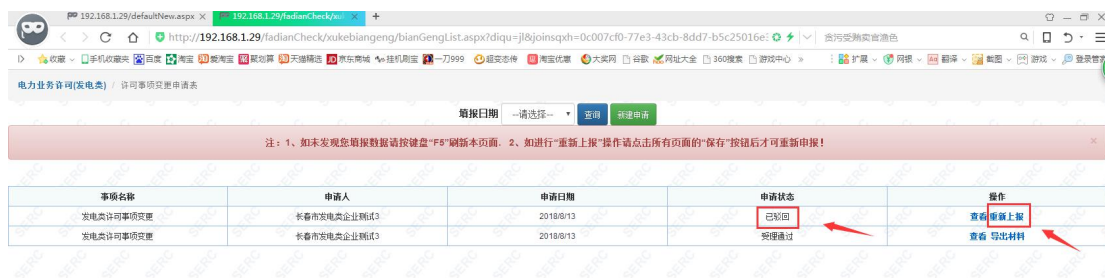 192.168.1.29/defaultNew.aspx × 192.168.1.29/fadianCheck/xuk × +
http://192.168.1.29/fadianCheck/xukebiangeng/bianGengList.aspx?diqu=jl&joinsqxh=0c007cf0-77e3-43cb-8dd7-b5c25016e
收藏 手机收藏夹 百度 淘宝 爱淘宝 聚划算 天猫精选 京东商城 挂机刷宝 一刀999 超变态传 淘宝优惠 大奖网 谷歌 网址大全 360搜索 游戏中心 » 扩展 网银 翻译 截图 游戏 登录管家
电力业务许可(发电类) / 许可事项变更申请表
填报日期 --请选择-- 查询 新建申请
注：1、如未发现您填报数据请按键盘“F5”刷新本页面. 2、如进行“重新上报”操作请点击所有页面的“保存”按钮后才可重新申报！ ×
事项名称 申请人 申请日期 申请状态 操作
发电类许可事项变更 长春市发电类企业测试3 2018/8/13 已驳回 查看 重新上报
发电类许可事项变更 长春市发电类企业测试3 2018/8/13 受理通过 查看 导出材料